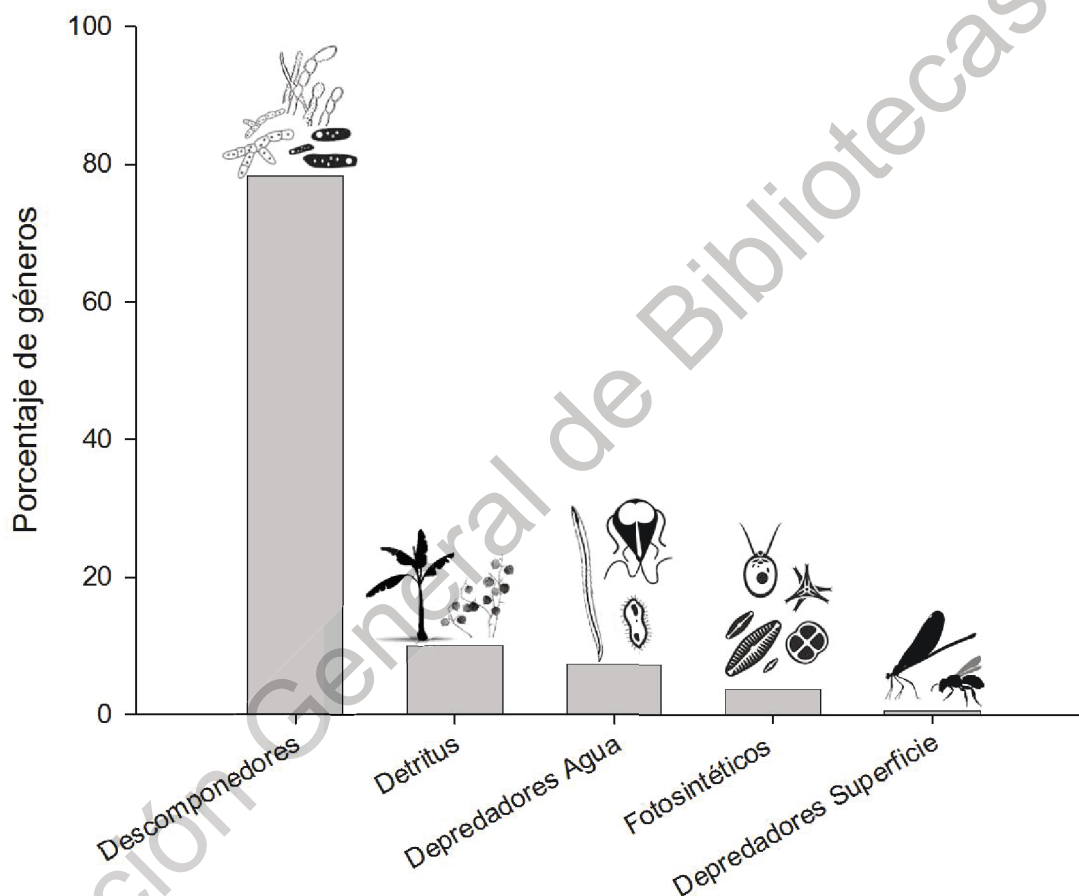 100
80
60
40
20
0
Porcentaje de géneros
Descomponedores
Detritus
Depredadores Agua
Fotosintéticos
Depredadores Superficie
ción General de Bibliotecas